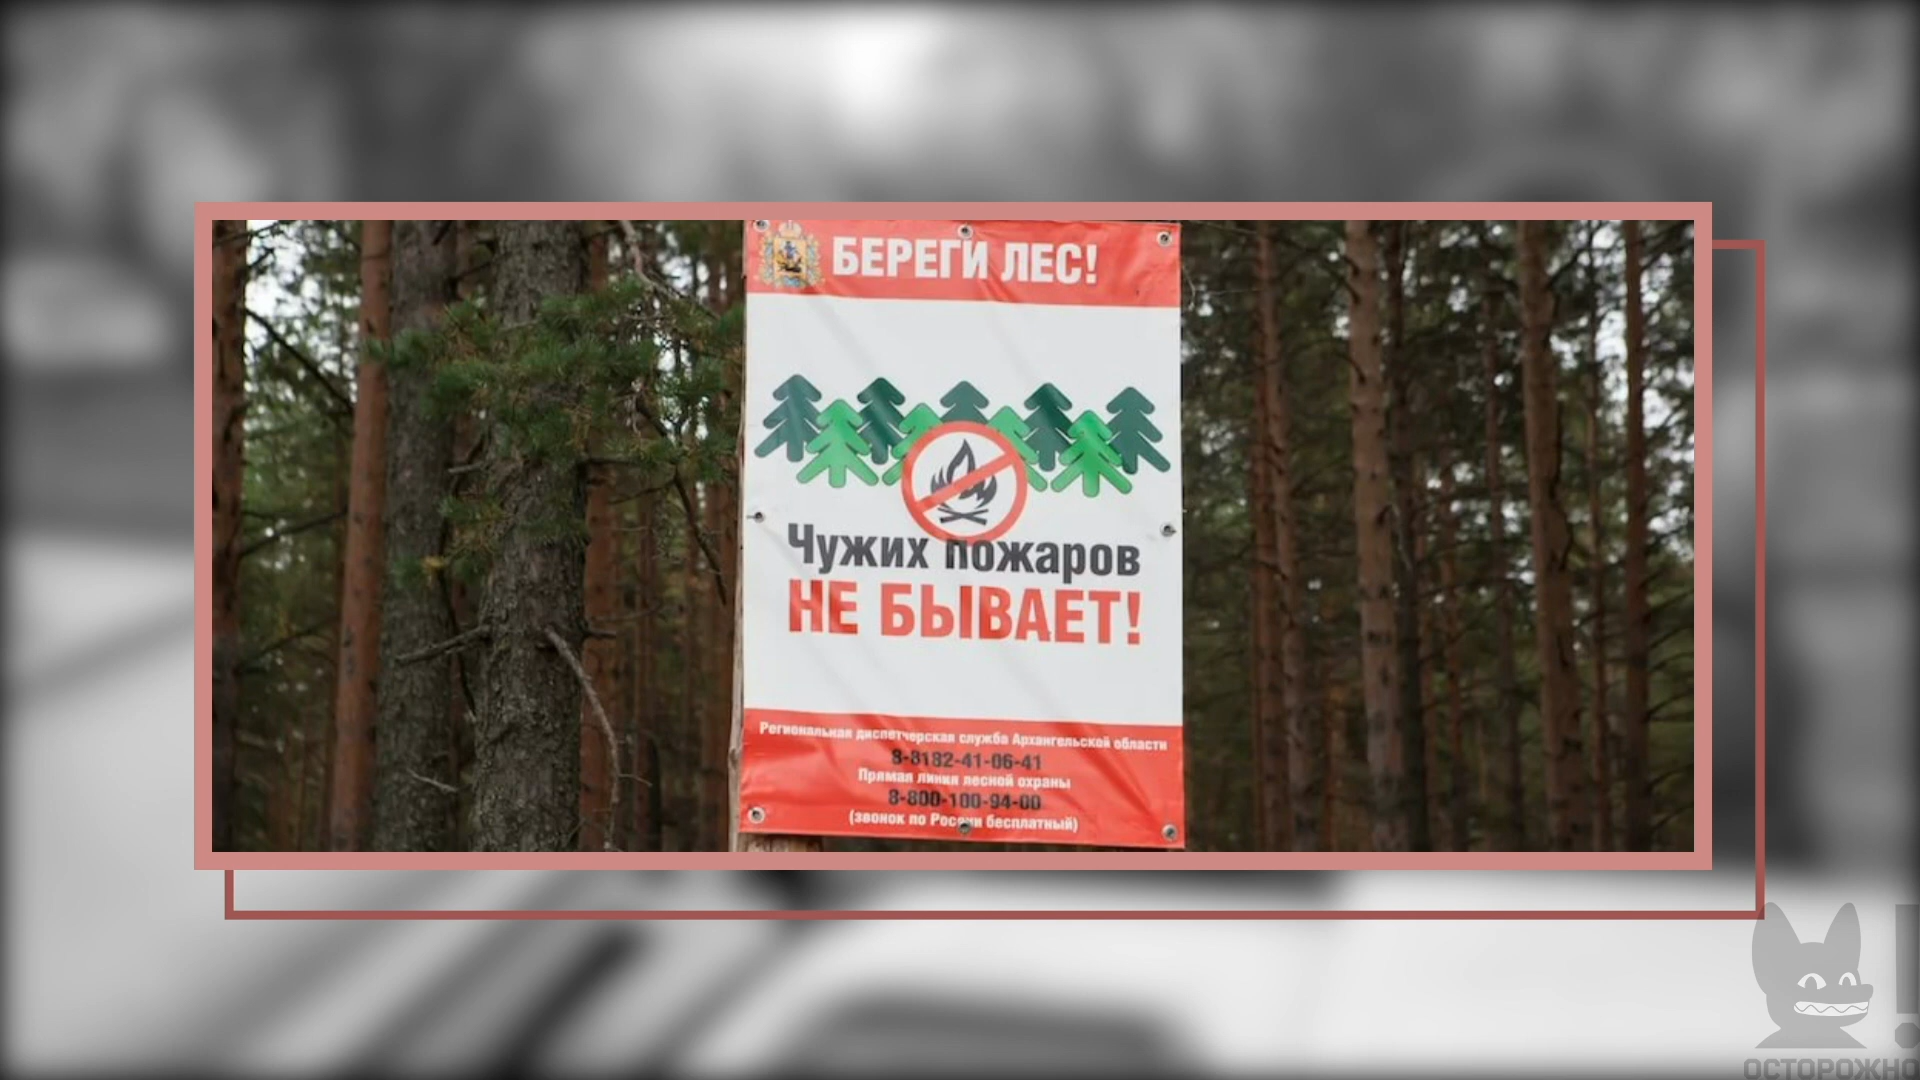 БЕРЕГИ ЛЕС!
Чужих пожаров
НЕ БЫВАЕТ!
Региональная диспетчерская служба Архангельской области
8-8182-41-06-41
Прямая линия лесной охраны
8-800-100-94-00
(звонок по России бесплатный)
!
ОСТОРОЖНО